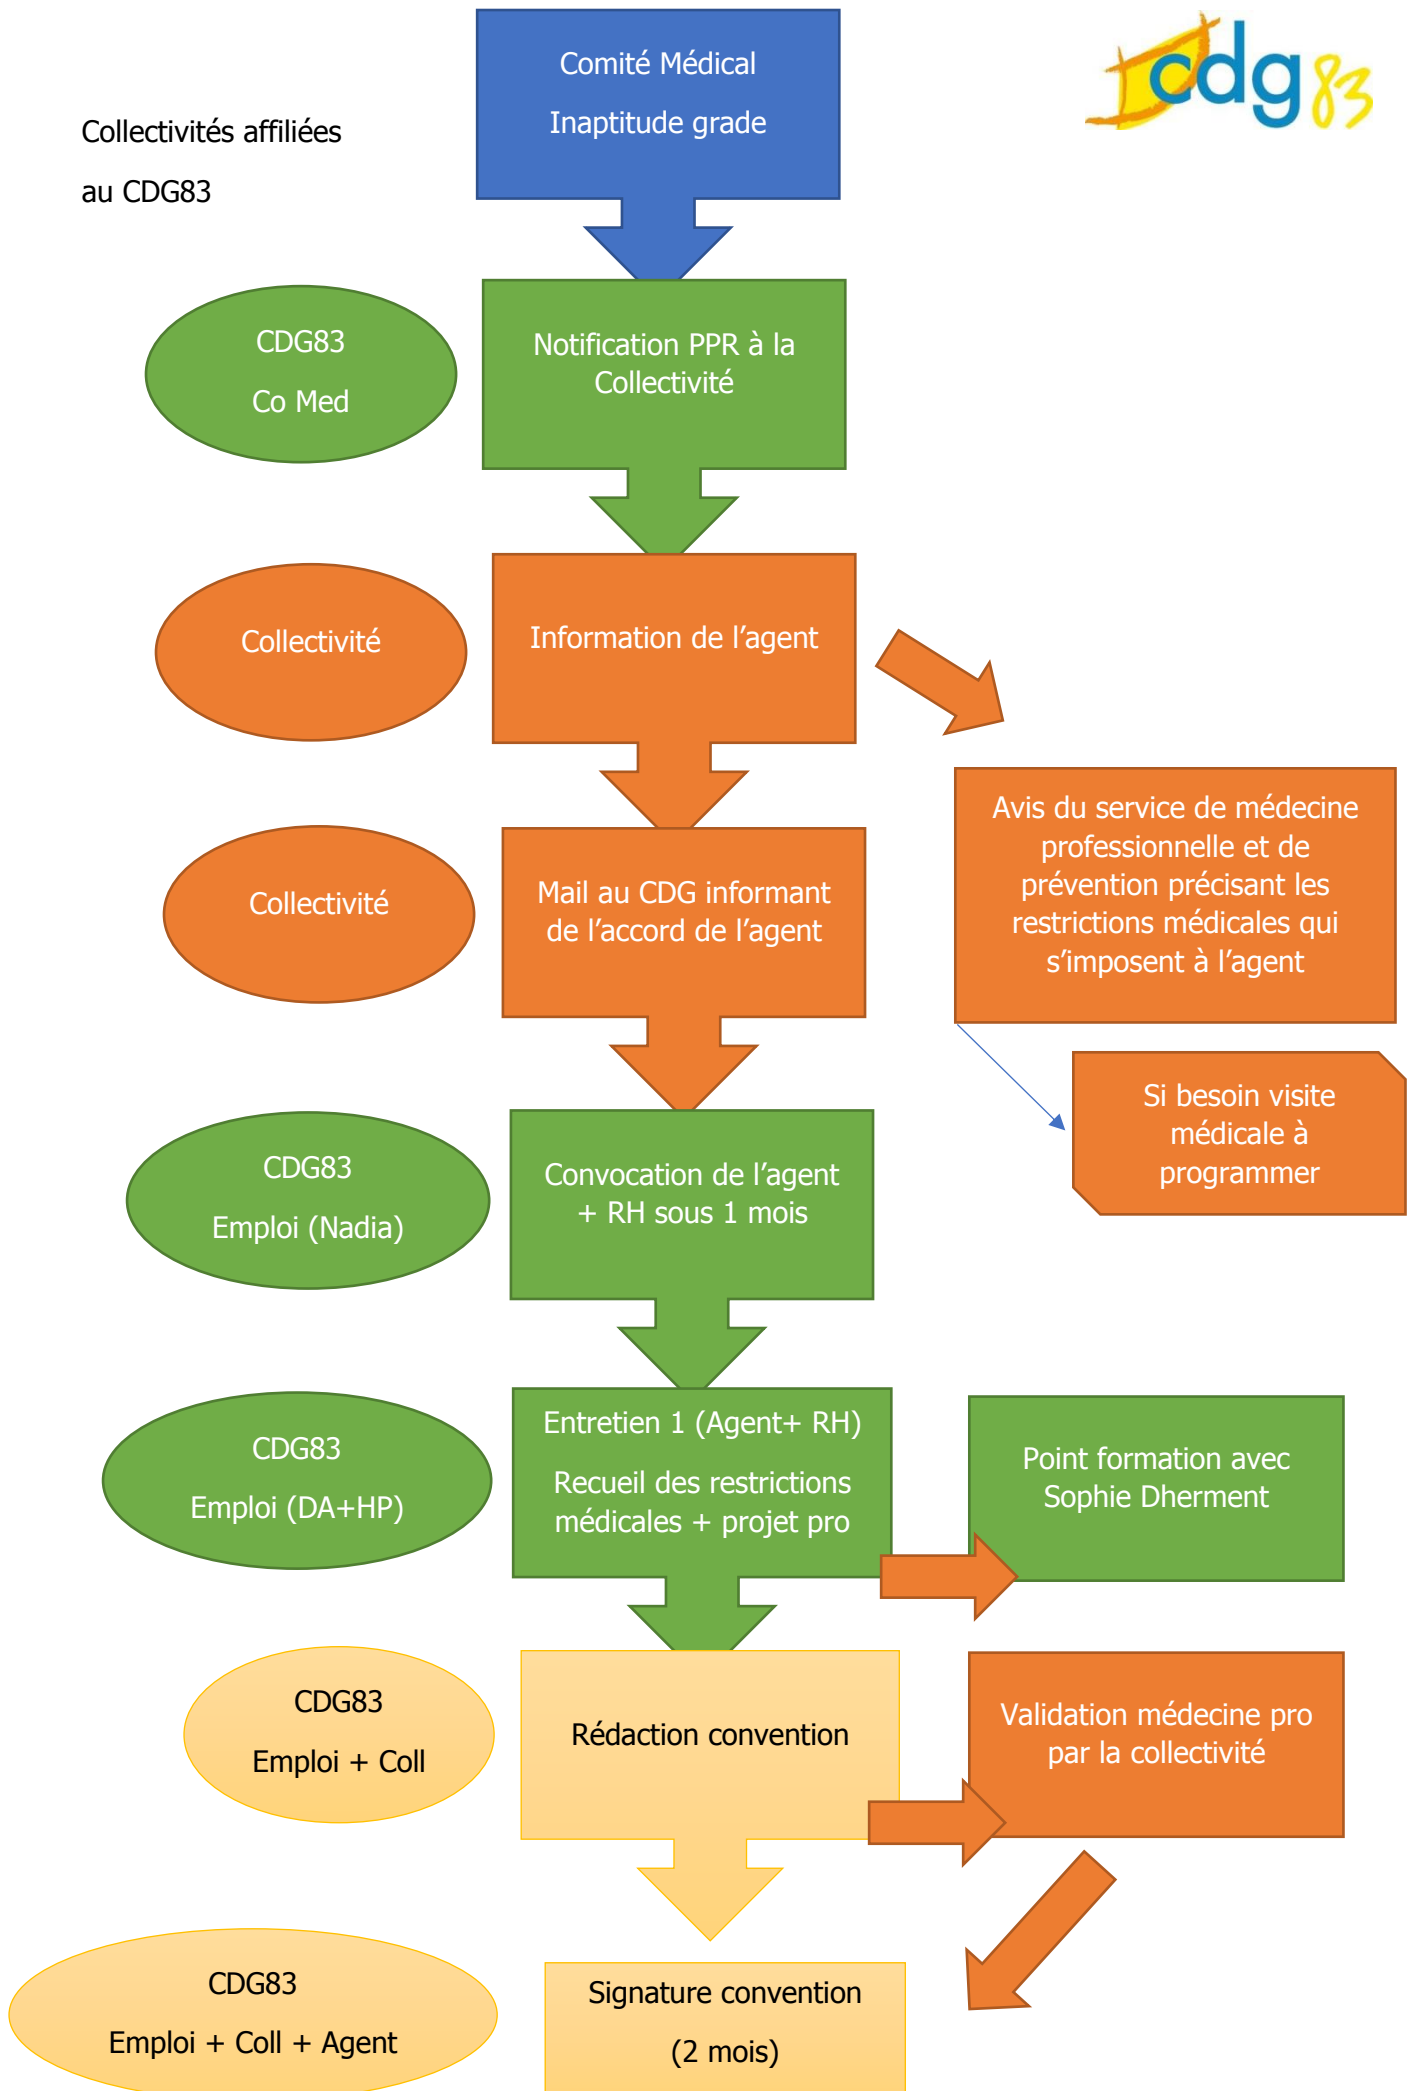 Comité Médical
Inaptitude grade
cdg83
Collectivités affiliées
au CDG83
CDG83
Co Med
Notification PPR à la
Collectivité
Collectivité
Information de l’agent
Avis du service de médecine
professionnelle et de
prévention précisant les
restrictions médicales qui
s’imposent à l’agent
Collectivité
Mail au CDG informant
de l’accord de l’agent
Si besoin visite
médicale à
programmer
CDG83
Emploi (Nadia)
Convocation de l’agent
+ RH sous 1 mois
CDG83
Emploi (DA+HP)
Entretien 1 (Agent+ RH)
Recueil des restrictions
médicales + projet pro
Point formation avec
Sophie Dherment
CDG83
Emploi + Coll
Rédaction convention
Validation médecine pro
par la collectivité
CDG83
Emploi + Coll + Agent
Signature convention
(2 mois)